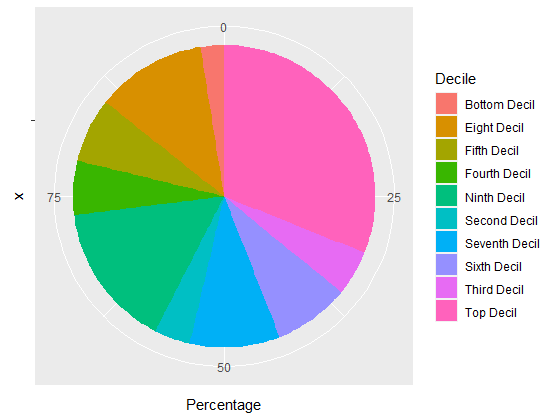 0
25
50
75
x
Percentage
Decile
Bottom Decil
Eight Decil
Fifth Decil
Fourth Decil
Ninth Decil
Second Decil
Seventh Decil
Sixth Decil
Third Decil
Top Decil